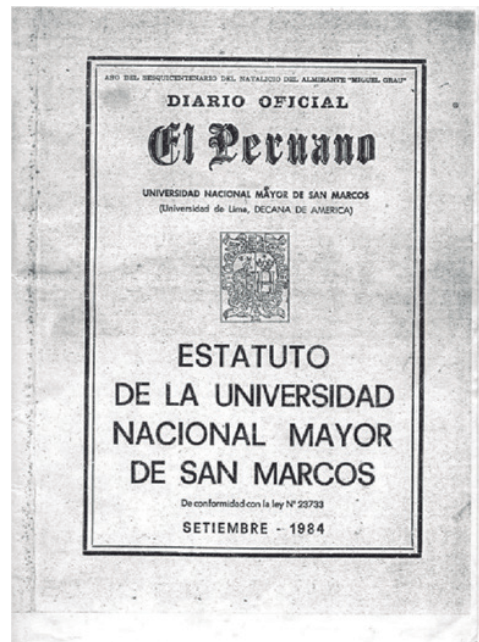 AÑO DEL SESQUICENTENARIO DEL NATALICIO DEL ALMIRANTE "MIGUEL GRAU"
DIARIO OFICIAL
El Peruano
UNIVERSIDAD NACIONAL MAYOR DE SAN MARCOS
(Universidad de Lima, DECANA DE AMERICA)
ESTATUTO
DE LA UNIVERSIDAD
NACIONAL MAYOR
DE SAN MARCOS
De conformidad con la ley Nº 23733
SETIEMBRE - 1984